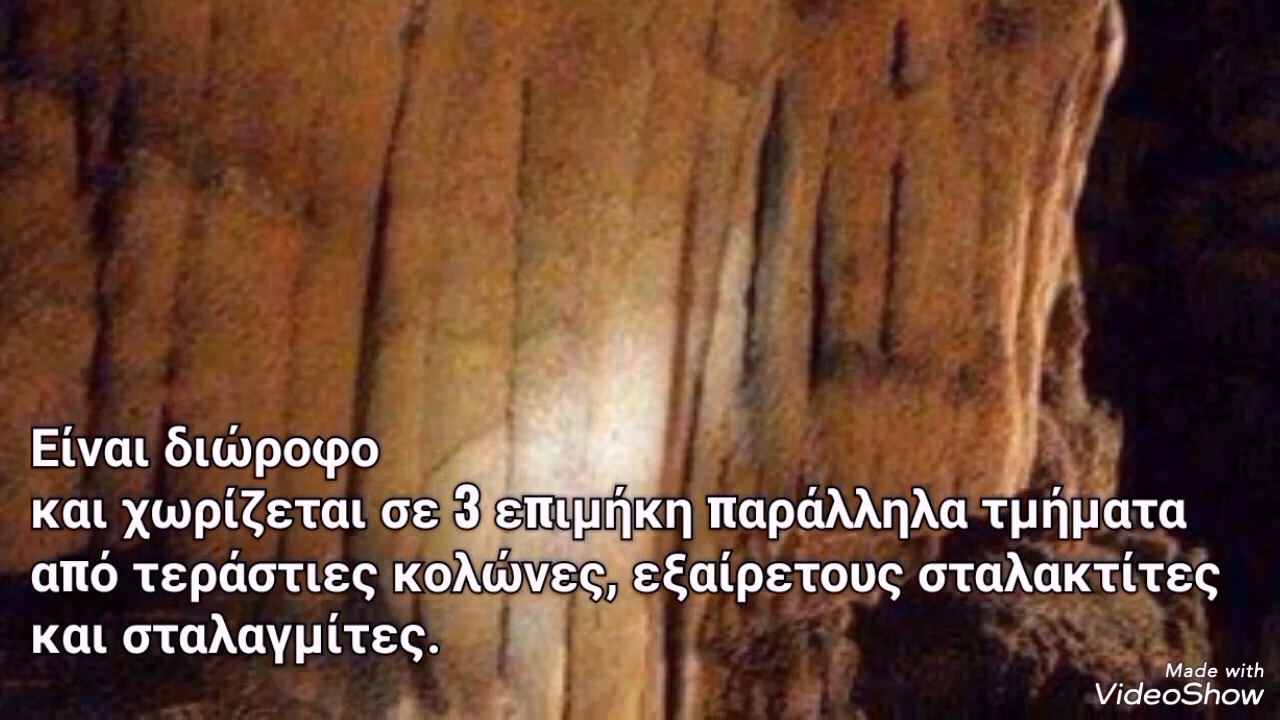 Είναι διώροφο
και χωρίζεται σε 3 επιμήκη παράλληλα τμήματα
από τεράστιες κολώνες, εξαίρετους σταλακτίτες
και σταλαγμίτες.
Made with
VideoShow